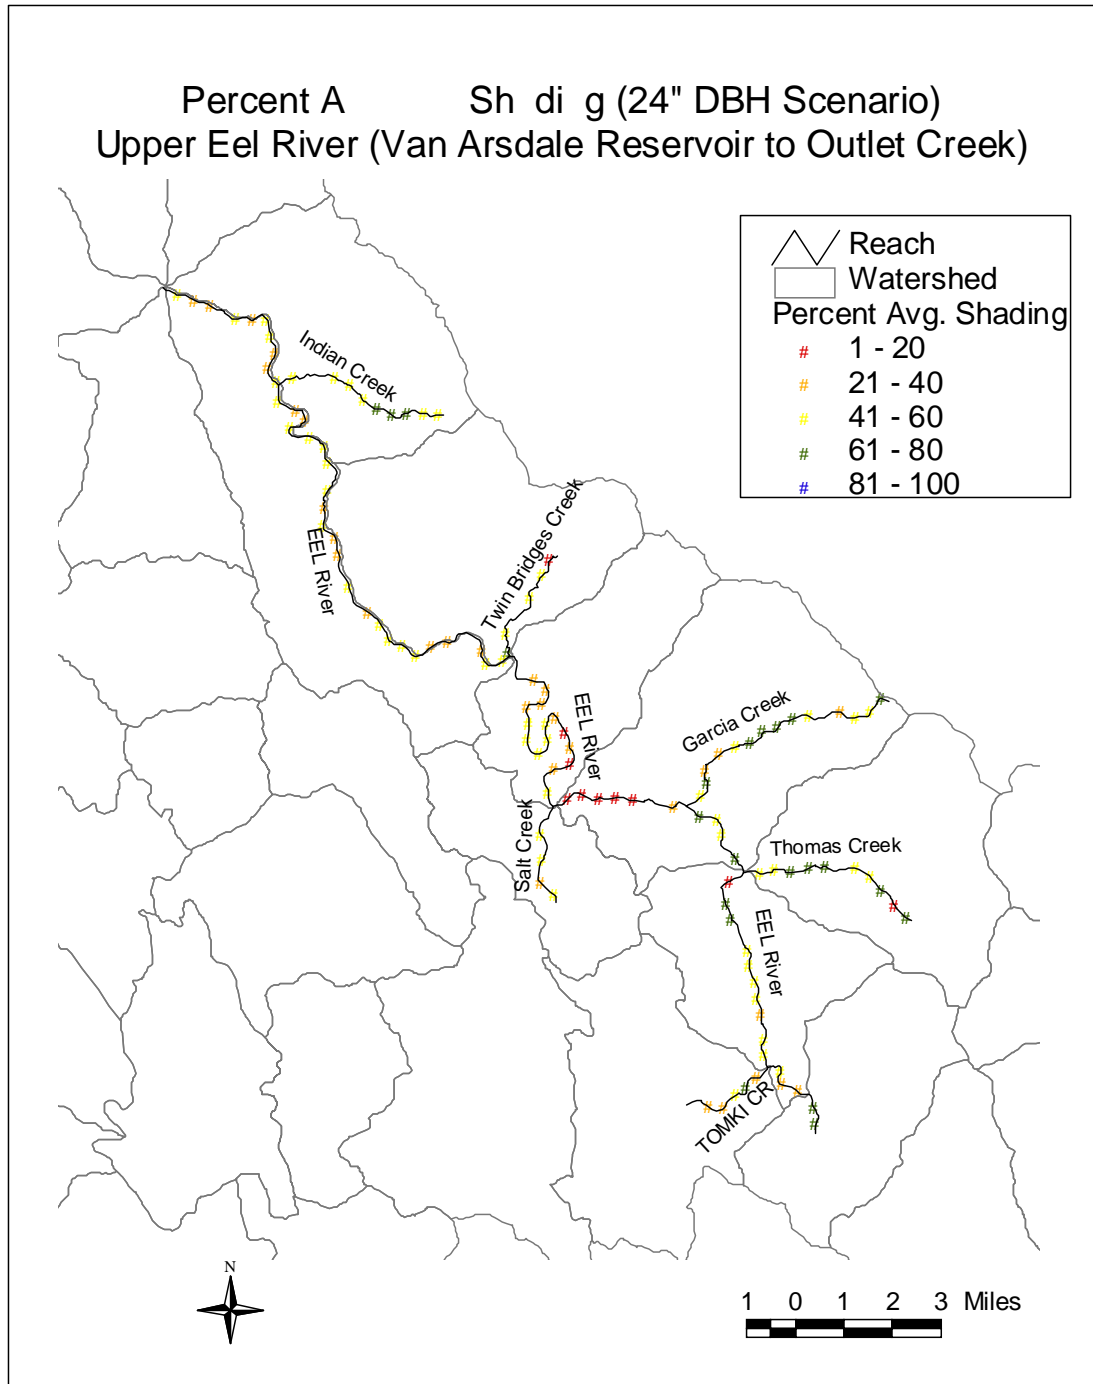 Percent A Sh di g (24" DBH Scenario)
Upper Eel River (Van Arsdale Reservoir to Outlet Creek)
Reach
Watershed
Percent Avg. Shading
# 1 - 20
# 21 - 40
# 41 - 60
# 61 - 80
# 81 - 100
Indian Creek
EEL River
Twin Bridges Creek
EEL River
Garcia Creek
Salt Creek
Thomas Creek
EEL River
TOMKI CR
N
1 0 1 2 3 Miles